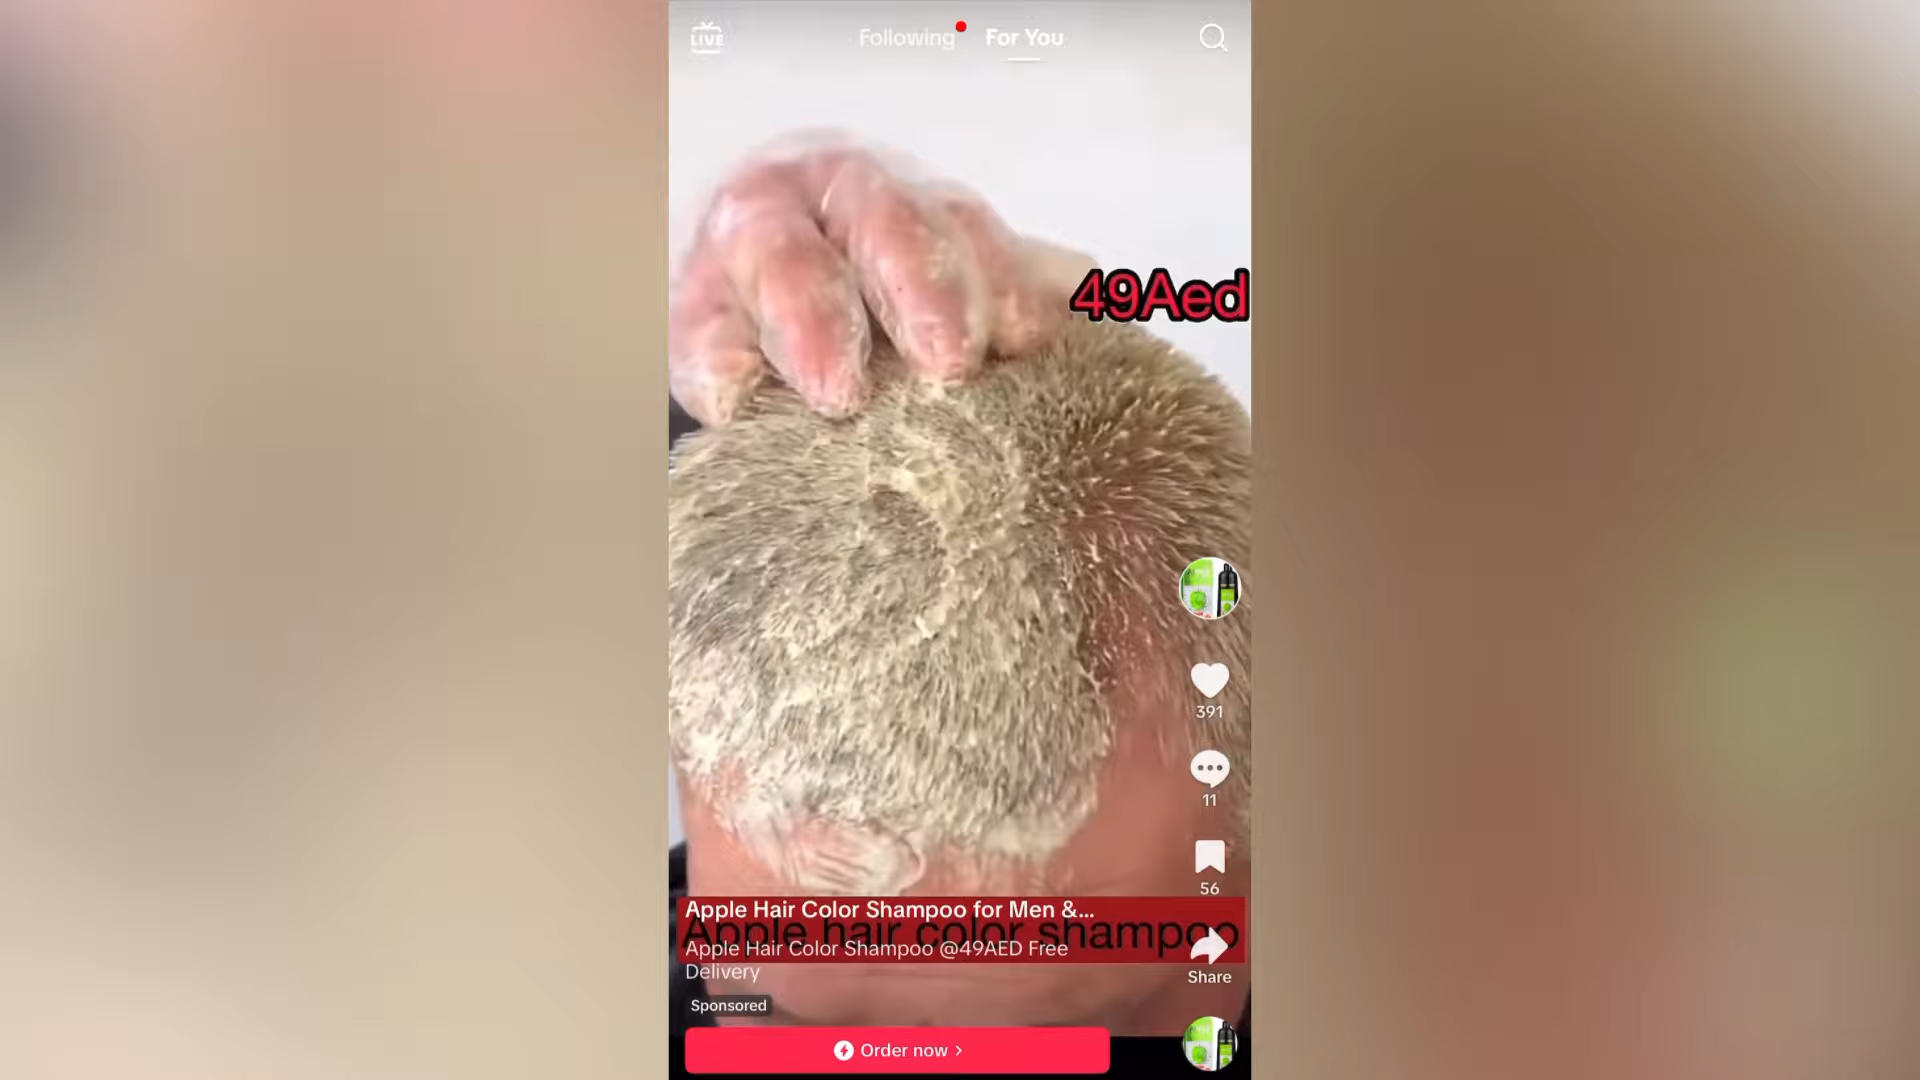 LIVE
Following
For You
49Aed
391
11
56
Apple Hair Color Shampoo for Men &...
Apple hair color shampoo
Apple Hair Color Shampoo @49AED Free
Delivery
Share
Sponsored
Order now >